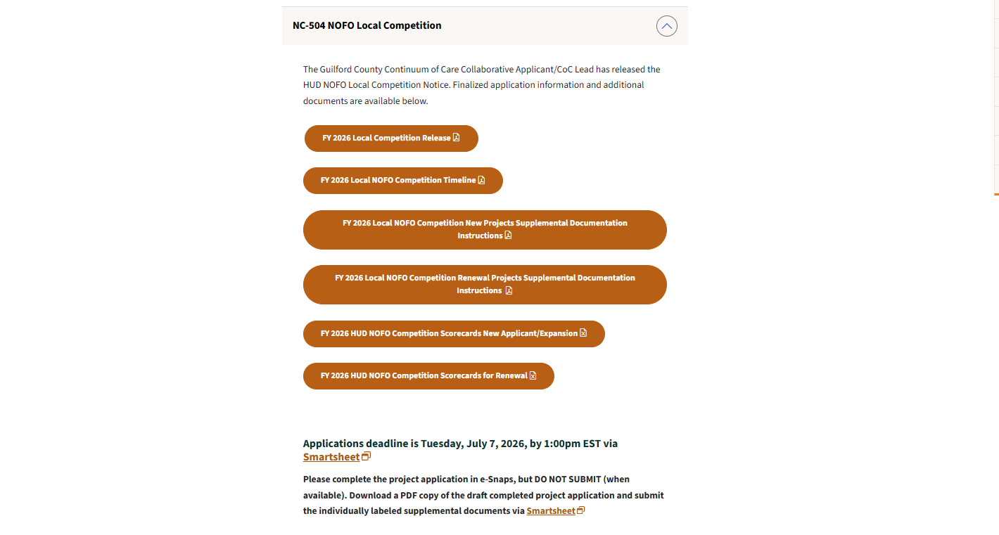 NC-504 NOFO Local Competition
The Guilford County Continuum of Care Collaborative Applicant/CoC Lead has released the
HUD NOFO Local Competition Notice. Finalized application information and additional
documents are available below.
FY 2026 Local Competition Release
FY 2026 Local NOFO Competition Timeline
FY 2026 Local NOFO Competition New Projects Supplemental Documentation
Instructions
FY 2026 Local NOFO Competition Renewal Projects Supplemental Documentation
Instructions
FY 2026 HUD NOFO Competition Scorecards New Applicant/Expansion
FY 2026 HUD NOFO Competition Scorecards for Renewal
Applications deadline is Tuesday, July 7, 2026, by 1:00pm EST via
Smartsheet
Please complete the project application in e-Snaps, but DO NOT SUBMIT (when
available). Download a PDF copy of the draft completed project application and submit
the individually labeled supplemental documents via Smartsheet